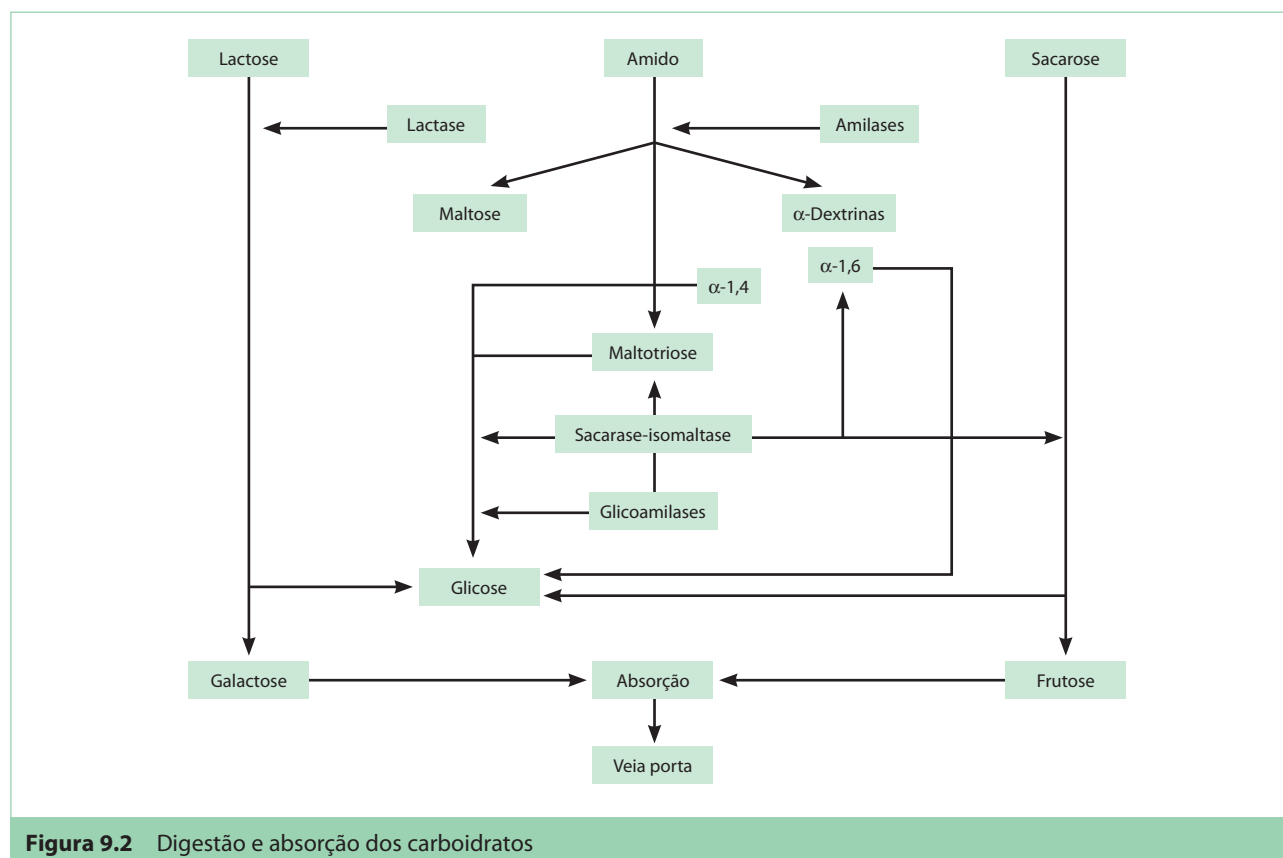 Lactose
Amido
Sacarose
Lactase
Amilases
Maltose
α-Dextrinas
α-1,6
α-1,4
Maltotriose
Sacarase-isomaltase
Glicoamilases
Glicose
Galactose
Absorção
Frutose
Veia porta
Figura 9.2 Digestão e absorção dos carboidratos